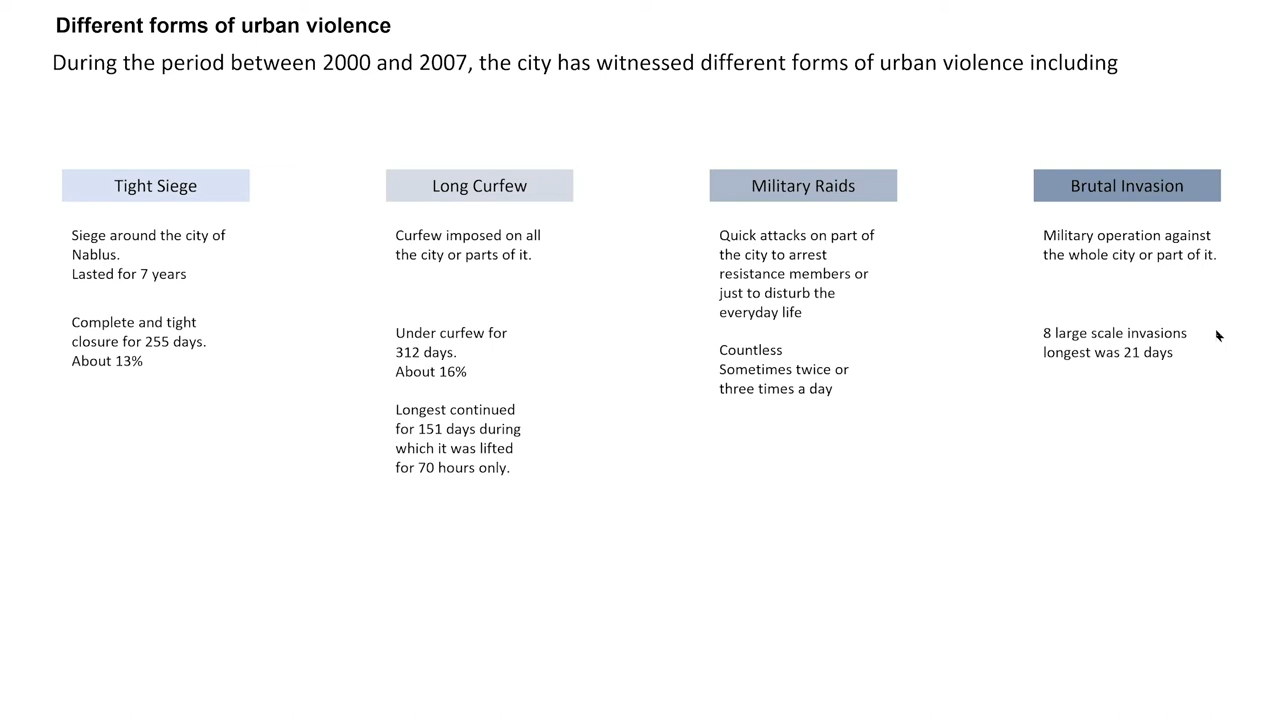 Different forms of urban violence
During the period between 2000 and 2007, the city has witnessed different forms of urban violence including
Tight Siege
Siege around the city of
Nablus.
Lasted for 7 years
Complete and tight
closure for 255 days.
About 13%
Long Curfew
Curfew imposed on all
the city or parts of it.
Under curfew for
312 days.
About 16%
Longest continued
for 151 days during
which it was lifted
for 70 hours only.
Military Raids
Quick attacks on part of
the city to arrest
resistance members or
just to disturb the
everyday life
Countless
Sometimes twice or
three times a day
Brutal Invasion
Military operation against
the whole city or part of it.
8 large scale invasions
longest was 21 days